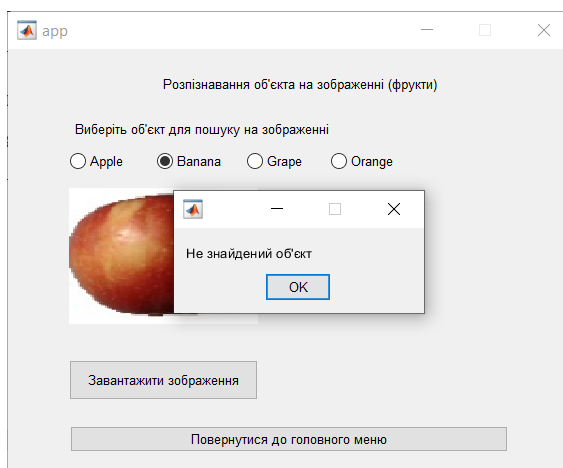 app
Розпізнавання об'єкта на зображенні (фрукти)
Виберіть об'єкт для пошуку на зображенні
Apple Banana Grape Orange
Не знайдений об'єкт
OK
Завантажити зображення
Повернутися до головного меню